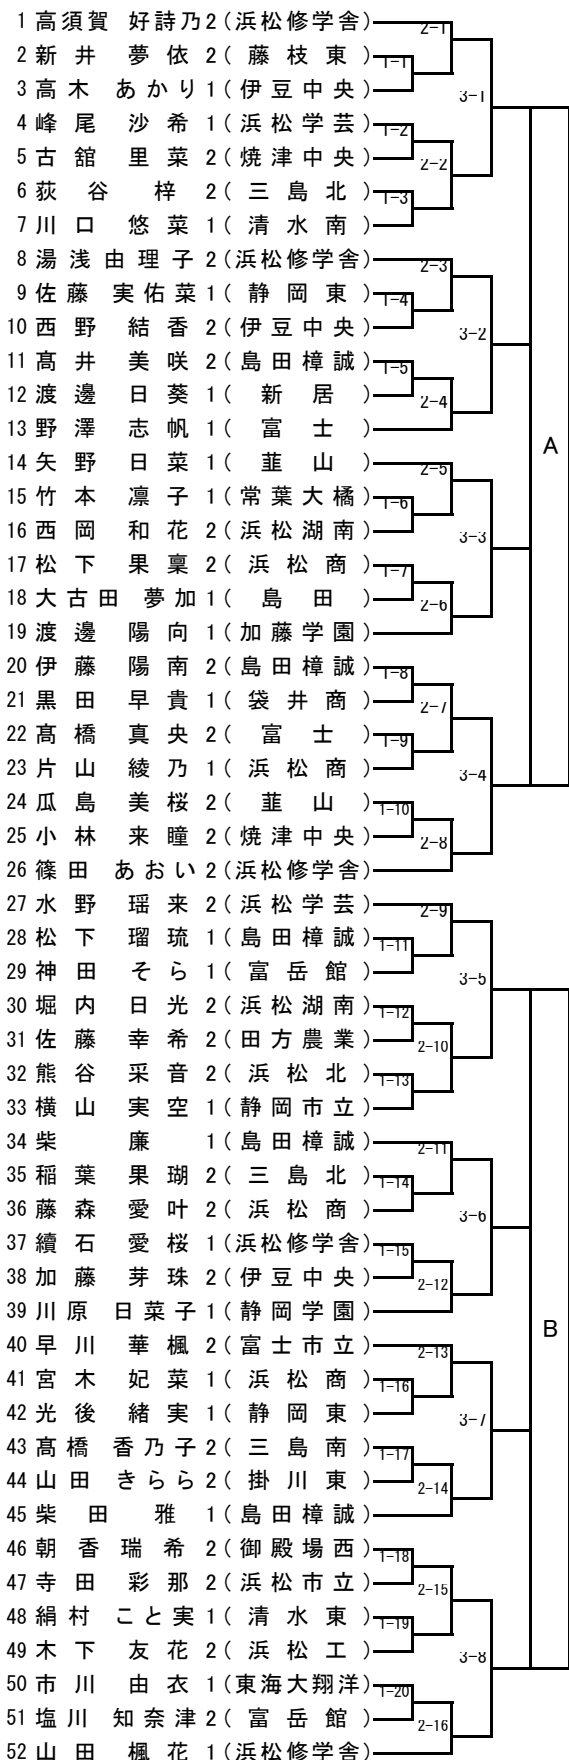 1 高須賀 好詩乃 2 (浜松修学舎) 2-1
2 新井 夢依 2 (藤枝東) 1-1
3 高木 あかり 1 (伊豆中央) 3-1
4 峰尾 沙希 1 (浜松学芸) 1-2
5 古舘 里菜 2 (焼津中央) 2-2
6 荻谷 梓 2 (三島北) 1-3
7 川口 悠菜 1 (清水南)
8 湯浅由理子 2 (浜松修学舎) 2-3
9 佐藤 実佑菜 1 (静岡東) 1-4
10 西野 結香 2 (伊豆中央) 3-2
11 髙井 美咲 2 (島田樟誠) 1-5
12 渡邊 日葵 1 (新居) 2-4
13 野澤 志帆 1 (富士) A
14 矢野 日菜 1 (韮山) 2-5
15 竹本 凛子 1 (常葉大橘) 1-6
16 西岡 和花 2 (浜松湖南) 3-3
17 松下 果稟 2 (浜松商) 1-7
18 大古田 夢加 1 (島田) 2-6
19 渡邊 陽向 1 (加藤学園)
20 伊藤 陽南 2 (島田樟誠) 1-8
21 黒田 早貴 1 (袋井商) 2-7
22 髙橋 真央 2 (富士) 1-9
23 片山 綾乃 1 (浜松商) 3-4
24 瓜島 美桜 2 (韮山) 1-10
25 小林 来瞳 2 (焼津中央) 2-8
26 篠田 あおい 2 (浜松修学舎)
27 水野 瑶来 2 (浜松学芸) 2-9
28 松下 瑠琉 1 (島田樟誠) 1-11
29 神田 そら 1 (富岳館) 3-5
30 堀内 日光 2 (浜松湖南) 1-12
31 佐藤 幸希 2 (田方農業) 2-10
32 熊谷 采音 2 (浜松北) 1-13
33 横山 実空 1 (静岡市立)
34 柴 廉 1 (島田樟誠) 2-11
35 稲葉 果瑚 2 (三島北) 1-14
36 藤森 愛叶 2 (浜松商) 3-6
37 續石 愛桜 1 (浜松修学舎) 1-15
38 加藤 芽珠 2 (伊豆中央) 2-12
39 川原 日菜子 1 (静岡学園) B
40 早川 華楓 2 (富士市立) 2-13
41 宮木 妃菜 1 (浜松商) 1-16
42 光後 緒実 1 (静岡東) 3-7
43 髙橋 香乃子 2 (三島南) 1-17
44 山田 きらら 2 (掛川東) 2-14
45 柴田 雅 1 (島田樟誠)
46 朝香 瑞希 2 (御殿場西) 1-18
47 寺田 彩那 2 (浜松市立) 2-15
48 絹村 こと実 1 (清水東) 1-19
49 木下 友花 2 (浜松工) 3-8
50 市川 由衣 1 (東海大翔洋) 1-20
51 塩川 知奈津 2 (富岳館) 2-16
52 山田 楓花 1 (浜松修学舎)